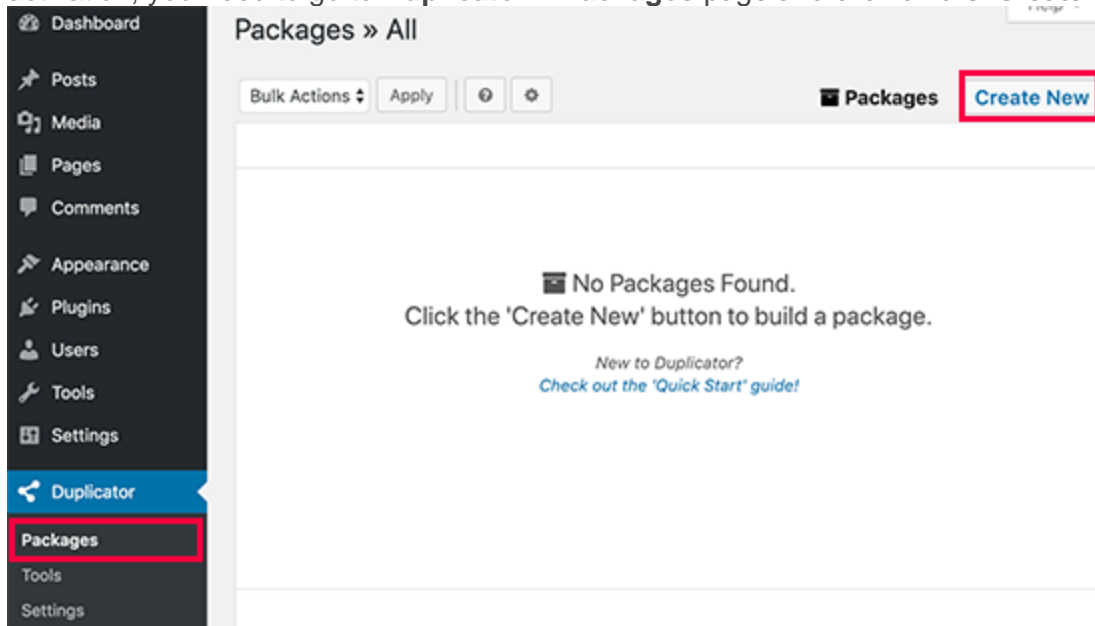 Dashboard
Packages » All
Posts
Bulk Actions
Apply
Packages
Create New
Media
Pages
Comments
Appearance
No Packages Found.
Plugins
Click the 'Create New' button to build a package.
Users
New to Duplicator?
Check out the 'Quick Start' guide!
Tools
Settings
Duplicator
Packages
Tools
Settings